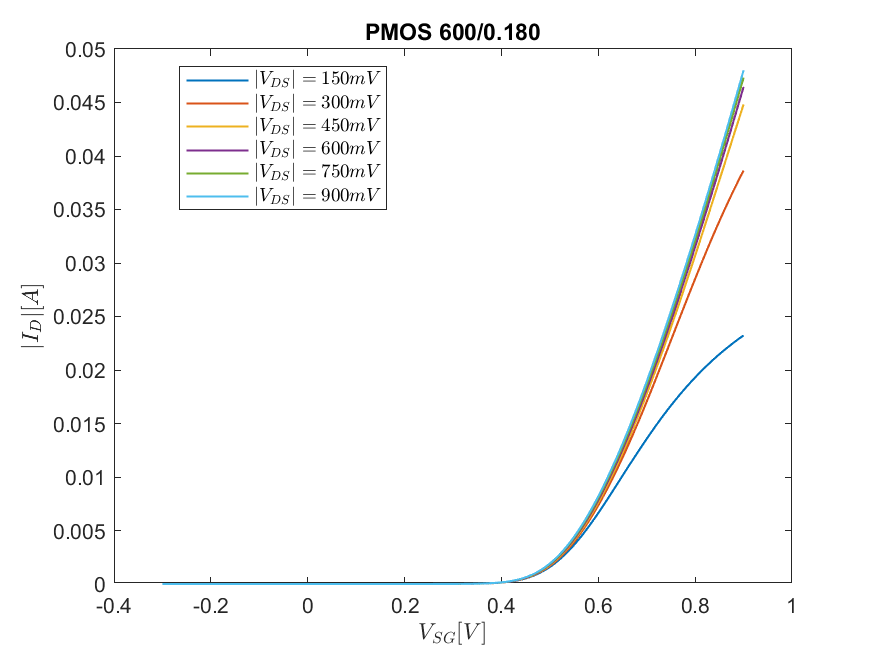 PMOS 600/0.180
0.05
0.045
0.04
0.035
0.03
0.025
0.02
0.015
0.01
0.005
0
|I_D|[A]
|V_DS| = 150mV
|V_DS| = 300mV
|V_DS| = 450mV
|V_DS| = 600mV
|V_DS| = 750mV
|V_DS| = 900mV
-0.4 -0.2 0 0.2 0.4 0.6 0.8 1
V_SG[V]